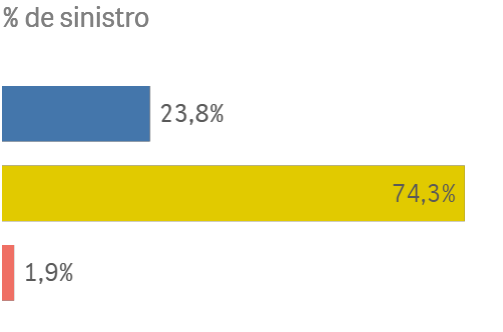 % de sinistro
23,8%
74,3%
1,9%